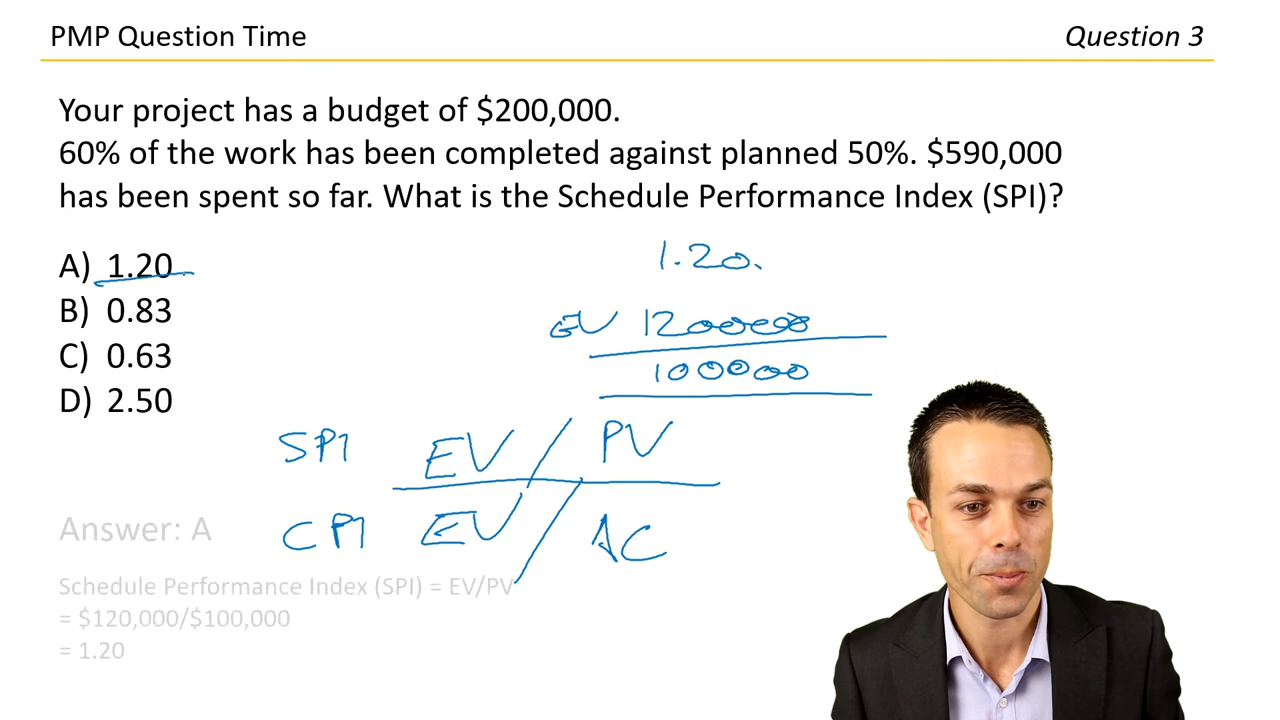 PMP Question Time
Question 3
Your project has a budget of $200,000.
60% of the work has been completed against planned 50%. $590,000
has been spent so far. What is the Schedule Performance Index (SPI)?
A) 1.20
B) 0.83
C) 0.63
D) 2.50
1.20.
EV 1200000
100000
SPI EV / PV
CPI EV / AC
Answer: A
Schedule Performance Index (SPI) = EV/PV
= $120,000/$100,000
= 1.20